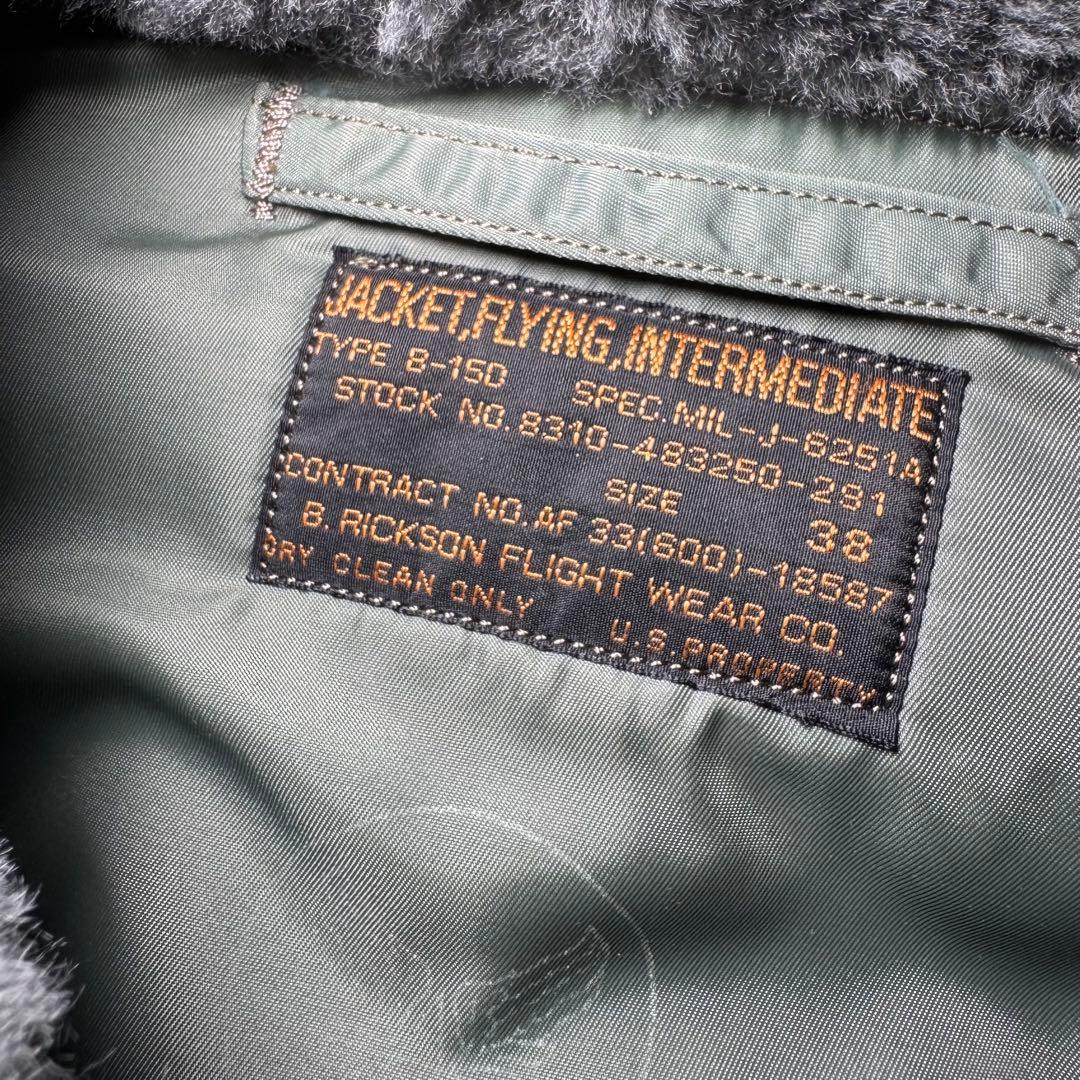 JACKET,FLYING,INTERMEDIATE
TYPE B-15D SPEC.MIL-J-6251A
STOCK NO. 8310-483250-281
SIZE 38
CONTRACT NO. AF 33(600)-18587
B. RICKSON FLIGHT WEAR CO.
DRY CLEAN ONLY U.S. PROPERTY